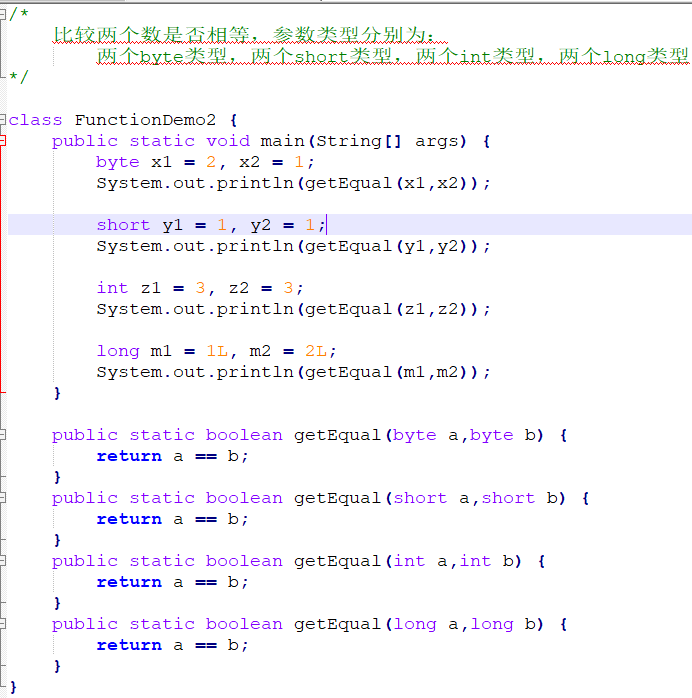 /*
    比较两个数是否相等，参数类型分别为：
        两个byte类型，两个short类型，两个int类型，两个long类型
*/
class FunctionDemo2 {
    public static void main(String[] args) {
        byte x1 = 2, x2 = 1;
        System.out.println(getEqual(x1,x2));
        short y1 = 1, y2 = 1;
        System.out.println(getEqual(y1,y2));
        int z1 = 3, z2 = 3;
        System.out.println(getEqual(z1,z2));
        long m1 = 1L, m2 = 2L;
        System.out.println(getEqual(m1,m2));
    }
    public static boolean getEqual(byte a,byte b) {
        return a == b;
    }
    public static boolean getEqual(short a,short b) {
        return a == b;
    }
    public static boolean getEqual(int a,int b) {
        return a == b;
    }
    public static boolean getEqual(long a,long b) {
        return a == b;
    }
}